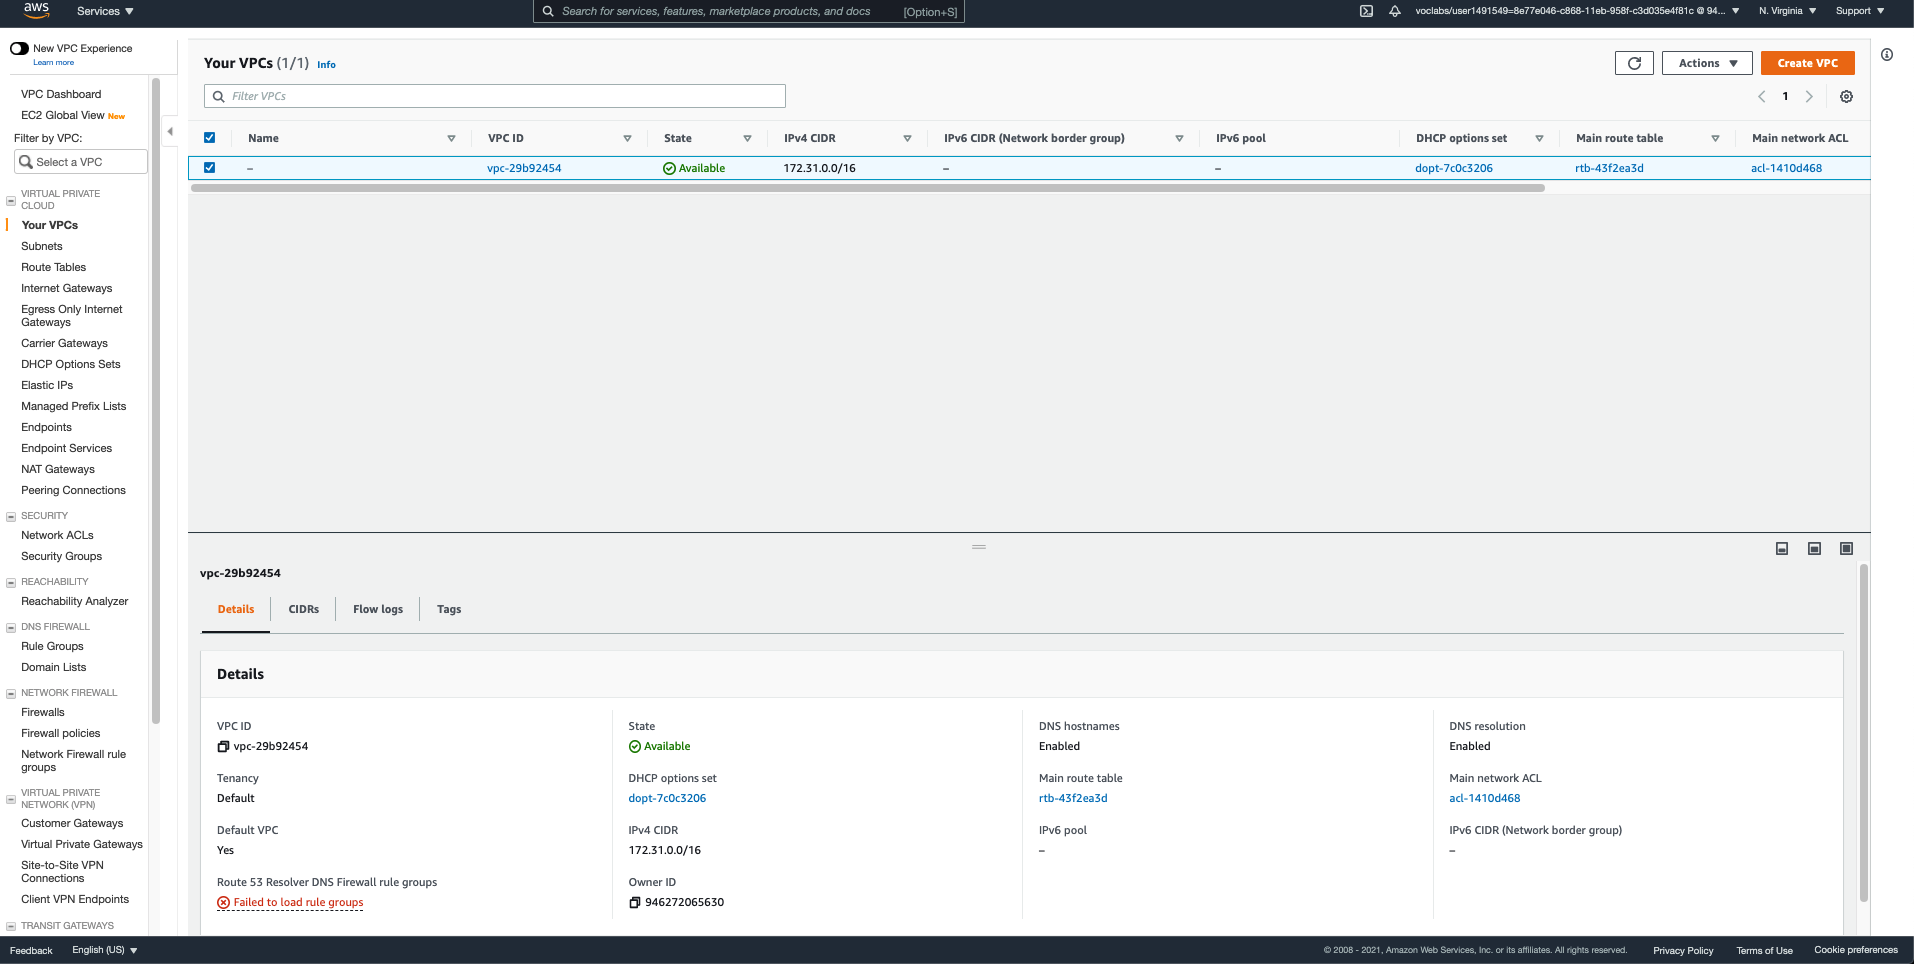 aws
Services
Search for services, features, marketplace products, and docs [Option+S]
voclabs/user1491549=8e77e046-c868-11eb-958f-c3d035e4f81c @ 94...
N. Virginia
Support
New VPC Experience
Learn more
VPC Dashboard
EC2 Global View New
Filter by VPC:
Select a VPC
VIRTUAL PRIVATE
CLOUD
Your VPCs
Subnets
Route Tables
Internet Gateways
Egress Only Internet
Gateways
Carrier Gateways
DHCP Options Sets
Elastic IPs
Managed Prefix Lists
Endpoints
Endpoint Services
NAT Gateways
Peering Connections
SECURITY
Network ACLs
Security Groups
REACHABILITY
Reachability Analyzer
DNS FIREWALL
Rule Groups
Domain Lists
NETWORK FIREWALL
Firewalls
Firewall policies
Network Firewall rule
groups
VIRTUAL PRIVATE
NETWORK (VPN)
Customer Gateways
Virtual Private Gateways
Site-to-Site VPN
Connections
Client VPN Endpoints
TRANSIT GATEWAYS
Your VPCs (1/1) Info
Actions
Create VPC
Filter VPCs
1
Name VPC ID State IPv4 CIDR IPv6 CIDR (Network border group) IPv6 pool DHCP options set Main route table Main network ACL
– vpc-29b92454 Available 172.31.0.0/16 – – dopt-7c0c3206 rtb-43f2ea3d acl-1410d468
vpc-29b92454
Details CIDRs Flow logs Tags
Details
VPC ID State DNS hostnames DNS resolution
vpc-29b92454 Available Enabled Enabled
Tenancy DHCP options set Main route table Main network ACL
Default dopt-7c0c3206 rtb-43f2ea3d acl-1410d468
Default VPC IPv4 CIDR IPv6 pool IPv6 CIDR (Network border group)
Yes 172.31.0.0/16 – –
Route 53 Resolver DNS Firewall rule groups Owner ID
Failed to load rule groups 946272065630
Feedback English (US) © 2008 - 2021, Amazon Web Services, Inc. or its affiliates. All rights reserved. Privacy Policy Terms of Use Cookie preferences